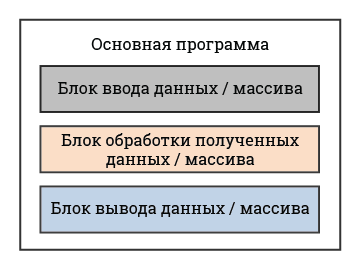 Основная программа
Блок ввода данных / массива
Блок обработки полученных
данных / массива
Блок вывода данных / массива